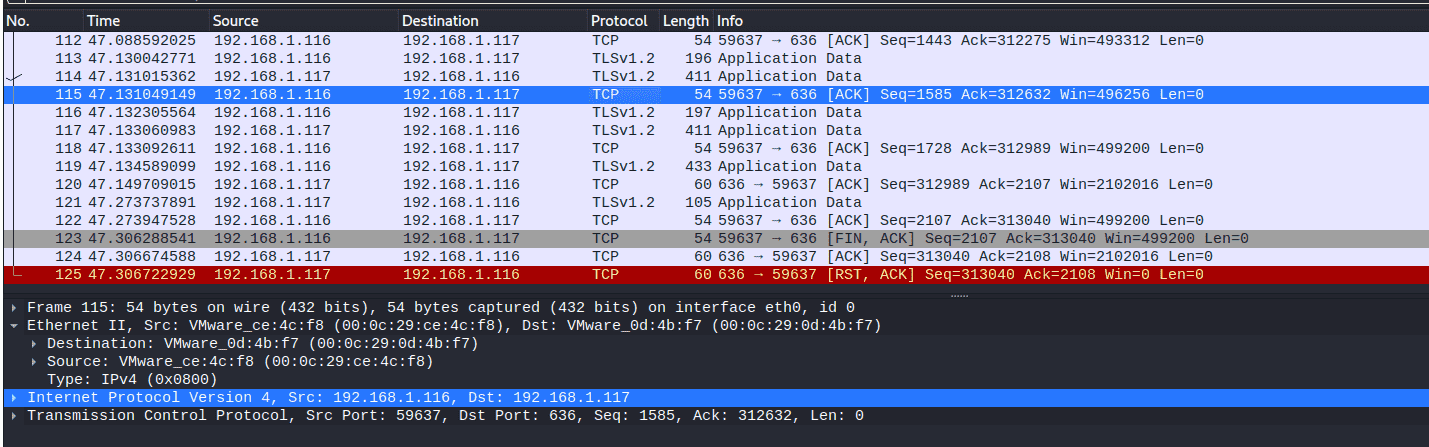 No. Time Source Destination Protocol Length Info
112 47.088592025 192.168.1.116 192.168.1.117 TCP 54 59637 → 636 [ACK] Seq=1443 Ack=312275 Win=493312 Len=0
113 47.130042771 192.168.1.116 192.168.1.117 TLSv1.2 196 Application Data
114 47.131015362 192.168.1.117 192.168.1.116 TLSv1.2 411 Application Data
115 47.131049149 192.168.1.116 192.168.1.117 TCP 54 59637 → 636 [ACK] Seq=1585 Ack=312632 Win=496256 Len=0
116 47.132305564 192.168.1.116 192.168.1.117 TLSv1.2 197 Application Data
117 47.133060983 192.168.1.117 192.168.1.116 TLSv1.2 411 Application Data
118 47.133092611 192.168.1.116 192.168.1.117 TCP 54 59637 → 636 [ACK] Seq=1728 Ack=312989 Win=499200 Len=0
119 47.134589099 192.168.1.116 192.168.1.117 TLSv1.2 433 Application Data
120 47.149709015 192.168.1.117 192.168.1.116 TCP 60 636 → 59637 [ACK] Seq=312989 Ack=2107 Win=2102016 Len=0
121 47.273737891 192.168.1.117 192.168.1.116 TLSv1.2 105 Application Data
122 47.273947528 192.168.1.116 192.168.1.117 TCP 54 59637 → 636 [ACK] Seq=2107 Ack=313040 Win=499200 Len=0
123 47.306288541 192.168.1.116 192.168.1.117 TCP 54 59637 → 636 [FIN, ACK] Seq=2107 Ack=313040 Win=499200 Len=0
124 47.306674588 192.168.1.117 192.168.1.116 TCP 60 636 → 59637 [ACK] Seq=313040 Ack=2108 Win=2102016 Len=0
125 47.306722929 192.168.1.117 192.168.1.116 TCP 60 636 → 59637 [RST, ACK] Seq=313040 Ack=2108 Win=0 Len=0
Frame 115: 54 bytes on wire (432 bits), 54 bytes captured (432 bits) on interface eth0, id 0
Ethernet II, Src: VMware_ce:4c:f8 (00:0c:29:ce:4c:f8), Dst: VMware_0d:4b:f7 (00:0c:29:0d:4b:f7)
Destination: VMware_0d:4b:f7 (00:0c:29:0d:4b:f7)
Source: VMware_ce:4c:f8 (00:0c:29:ce:4c:f8)
Type: IPv4 (0x0800)
Internet Protocol Version 4, Src: 192.168.1.116, Dst: 192.168.1.117
Transmission Control Protocol, Src Port: 59637, Dst Port: 636, Seq: 1585, Ack: 312632, Len: 0